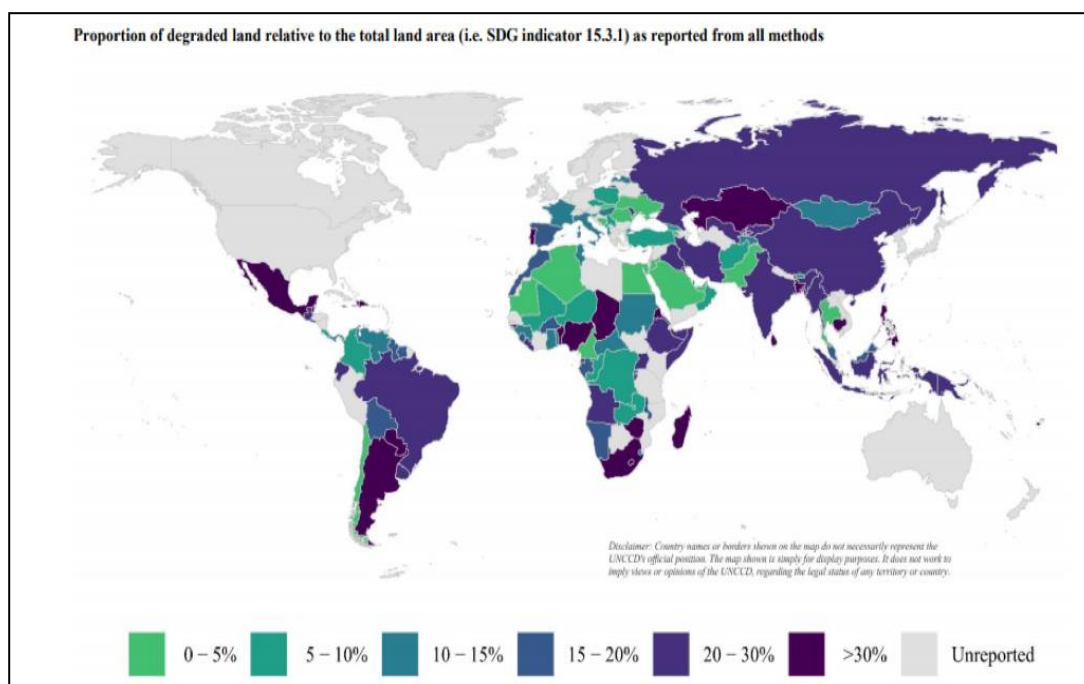 Proportion of degraded land relative to the total land area (i.e. SDG indicator 15.3.1) as reported from all methods
Disclaimer: Country names or borders shown on the map do not necessarily represent the
UNCCD's official position. The map shown is simply for display purposes. It does not work to
imply views or opinions of the UNCCD, regarding the legal status of any territory or country.
0 – 5% 5 – 10% 10 – 15% 15 – 20% 20 – 30% >30% Unreported